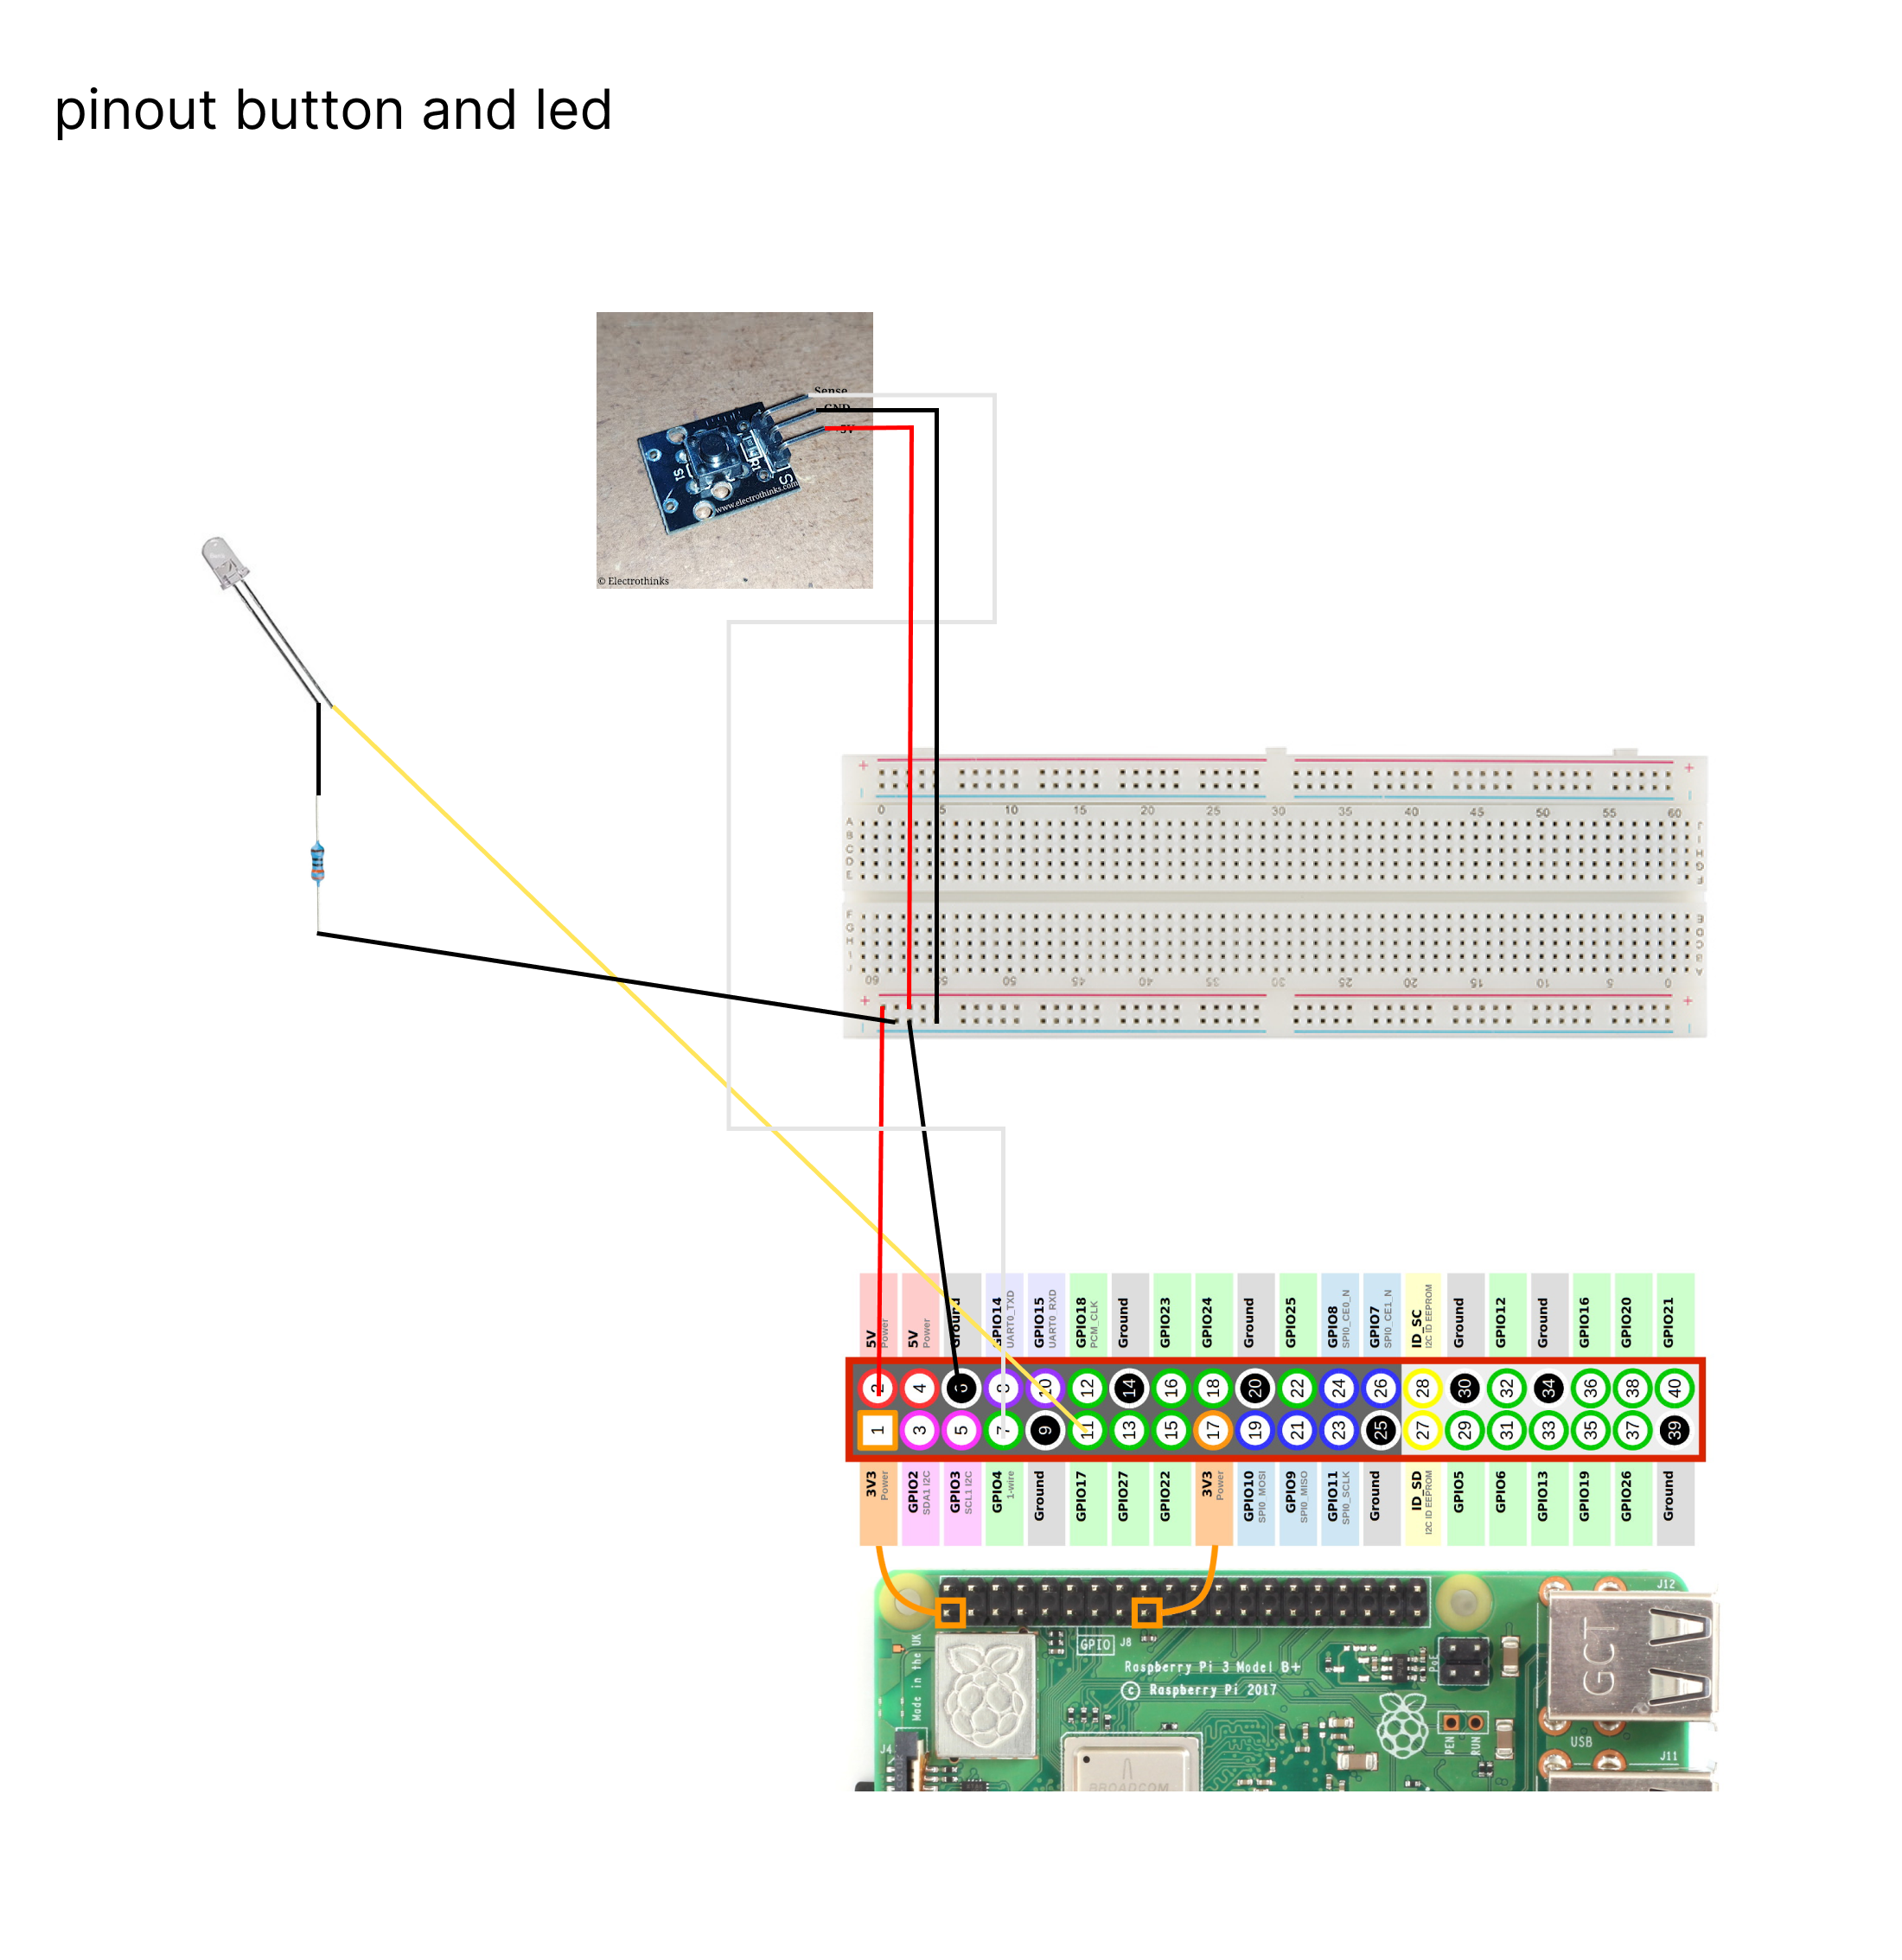 pinout button and led
Sense
GND
+5V
S1
R1
S
www.electrothinks.com
© Electrothinks
+ +
0 5 10 15 20 25 30 35 40 45 50 55 60
A J
B I
C H
D G
E F
F E
G D
H C
I B
J A
60 55 50 45 40 35 30 25 20 15 10 5 0
+ +
5V Power
5V Power
Ground
GPIO14 UART0_TXD
GPIO15 UART0_RXD
GPIO18 PCM_CLK
Ground
GPIO23
GPIO24
Ground
GPIO25
GPIO8 SPI0_CE0_N
GPIO7 SPI0_CE1_N
ID_SC I2C ID EEPROM
Ground
GPIO12
Ground
GPIO16
GPIO20
GPIO21
2 4 6 8 10 12 14 16 18 20 22 24 26 28 30 32 34 36 38 40
1 3 5 7 9 11 13 15 17 19 21 23 25 27 29 31 33 35 37 39
3V3 Power
GPIO2 SDA1 I2C
GPIO3 SCL1 I2C
GPIO4 1-wire
Ground
GPIO17
GPIO27
GPIO22
3V3 Power
GPIO10 SPI0_MOSI
GPIO9 SPI0_MISO
GPIO11 SPI0_SCLK
Ground
ID_SD I2C ID EEPROM
GPIO5
GPIO6
GPIO13
GPIO19
GPIO26
Ground
J12
GPIO J8
Made in the UK
Raspberry Pi 3 Model B+
© Raspberry Pi 2017
PoE
GCT
PEN
RUN
USB
J4
J11
BROADCOM